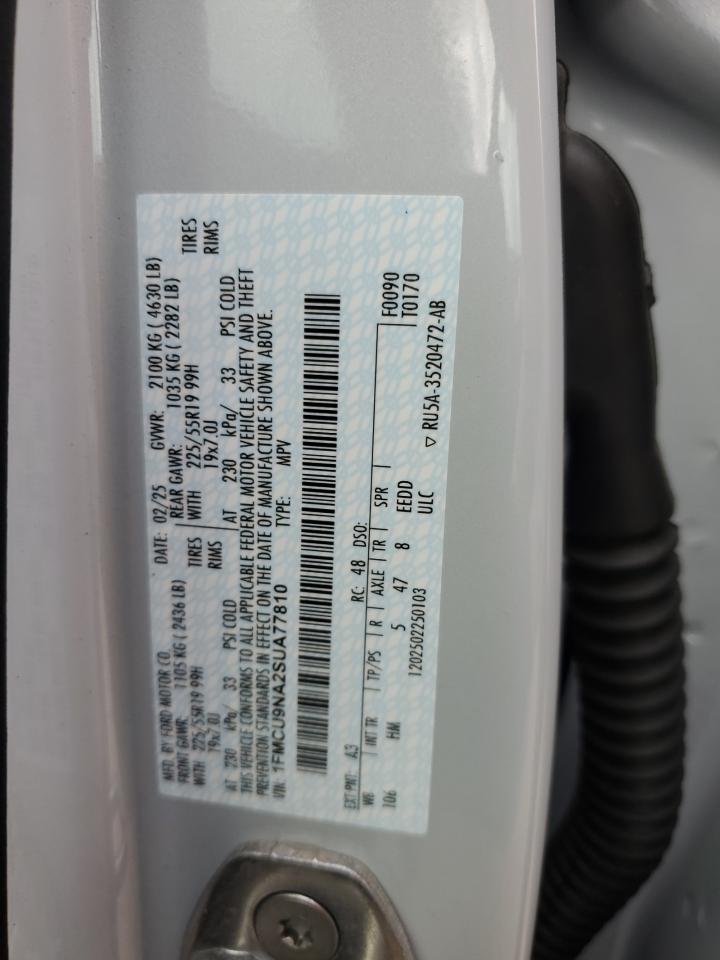 MFD. BY FORD MOTOR CO. DATE: 02/25 GVWR: 2100 KG ( 4630 LB)
FRONT GAWR: 1105 KG ( 2436 LB) REAR GAWR: 1035 KG ( 2282 LB)
WITH 225/55R19 99H TIRES WITH 225/55R19 99H TIRES
19x7.0J RIMS 19x7.0J RIMS
AT 230 kPa/ 33 PSI COLD AT 230 kPa/ 33 PSI COLD
THIS VEHICLE CONFORMS TO ALL APPLICABLE FEDERAL MOTOR VEHICLE SAFETY AND THEFT
PREVENTION STANDARDS IN EFFECT ON THE DATE OF MANUFACTURE SHOWN ABOVE.
VIN: 1FMCU9NA2SUA77810 TYPE: MPV
EXT PNT: A3 RC: 48 DSO: F0090
WB INT TR TP/PS R AXLE TR SPR T0170
106 HM 5 47 8 EEDD
1202502250103 ULC ▽ RU5A-3520472-AB